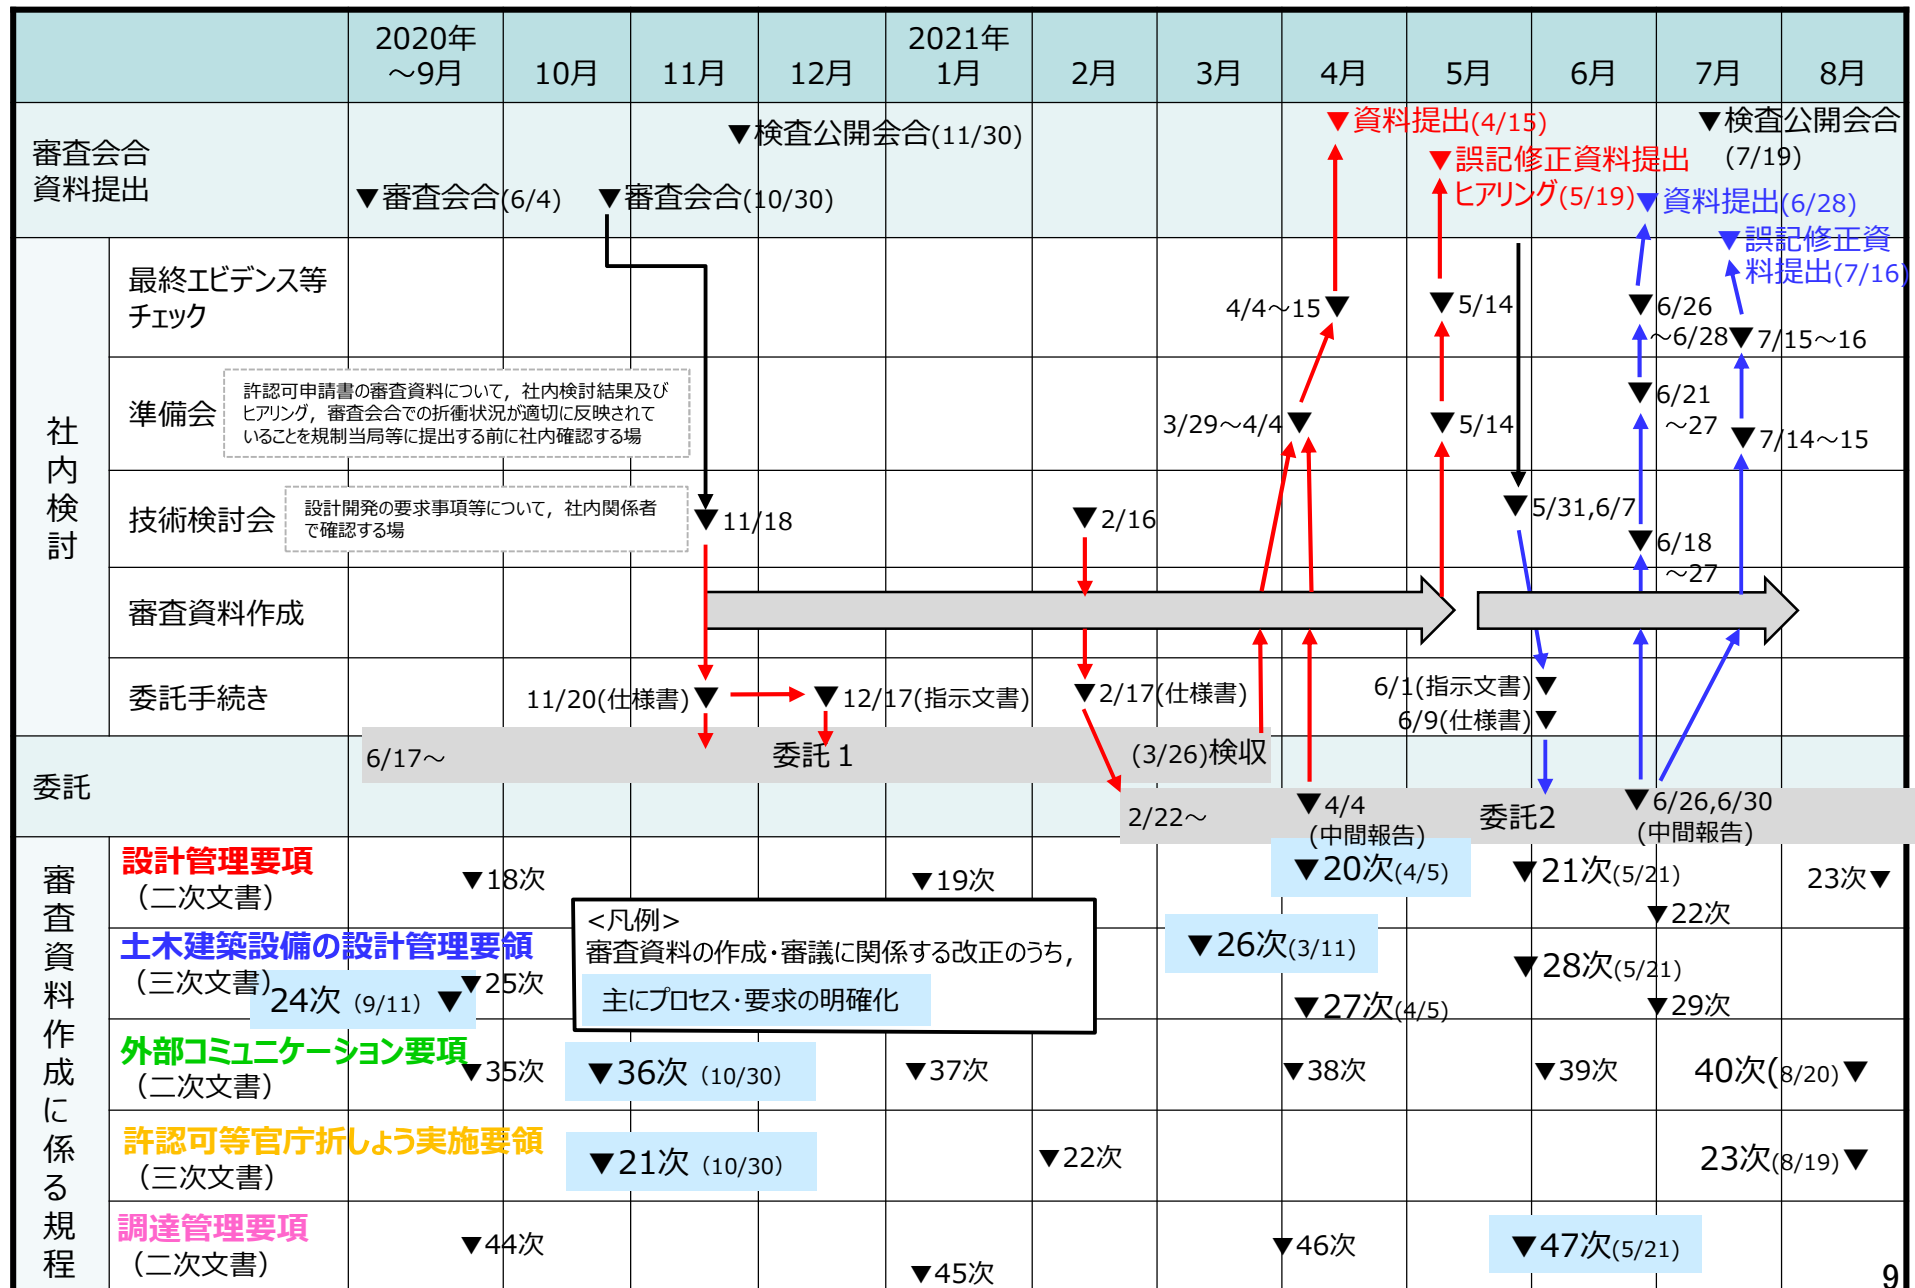 2020年
～9月
10月
11月
12月
2021年
1月
2月
3月
4月
5月
6月
7月
8月
審査会合
資料提出
▼検査公開会合(11/30)
▼審査会合(6/4)
▼審査会合(10/30)
▼資料提出(4/15)
▼誤記修正資料提出
ヒアリング(5/19)
▼検査公開会合
(7/19)
▼資料提出(6/28)
▼誤記修正資
料提出(7/16)
社内検討
最終エビデンス等
チェック
4/4～15▼
▼5/14
▼6/26
～6/28
▼7/15～16
準備会
許認可申請書の審査資料について，社内検討結果及び
ヒアリング，審査会合での折衝状況が適切に反映されて
いることを規制当局等に提出する前に社内確認する場
3/29～4/4▼
▼5/14
▼6/21
～27
▼7/14～15
技術検討会
設計開発の要求事項等について，社内関係者
で確認する場
▼11/18
▼2/16
▼5/31,6/7
▼6/18
～27
審査資料作成
委託手続き
11/20(仕様書)▼
▼12/17(指示文書)
▼2/17(仕様書)
6/1(指示文書)▼
6/9(仕様書)▼
委託
6/17～
委託１
(3/26)検収
2/22～
▼4/4
(中間報告)
委託2
▼6/26,6/30
(中間報告)
審査資料作成に係る規程
設計管理要項
（二次文書）
▼18次
▼19次
▼20次(4/5)
▼21次(5/21)
▼22次
23次▼
<凡例>
審査資料の作成・審議に関係する改正のうち，
主にプロセス・要求の明確化
土木建築設備の設計管理要領
（三次文書）
24次（9/11）▼
▼25次
▼26次(3/11)
▼27次(4/5)
▼28次(5/21)
▼29次
外部コミュニケーション要項
（二次文書）
▼35次
▼36次（10/30）
▼37次
▼38次
▼39次
40次(8/20)▼
許認可等官庁折しょう実施要領
（三次文書）
▼21次（10/30）
▼22次
23次(8/19)▼
調達管理要項
（二次文書）
▼44次
▼45次
▼46次
▼47次(5/21)
9